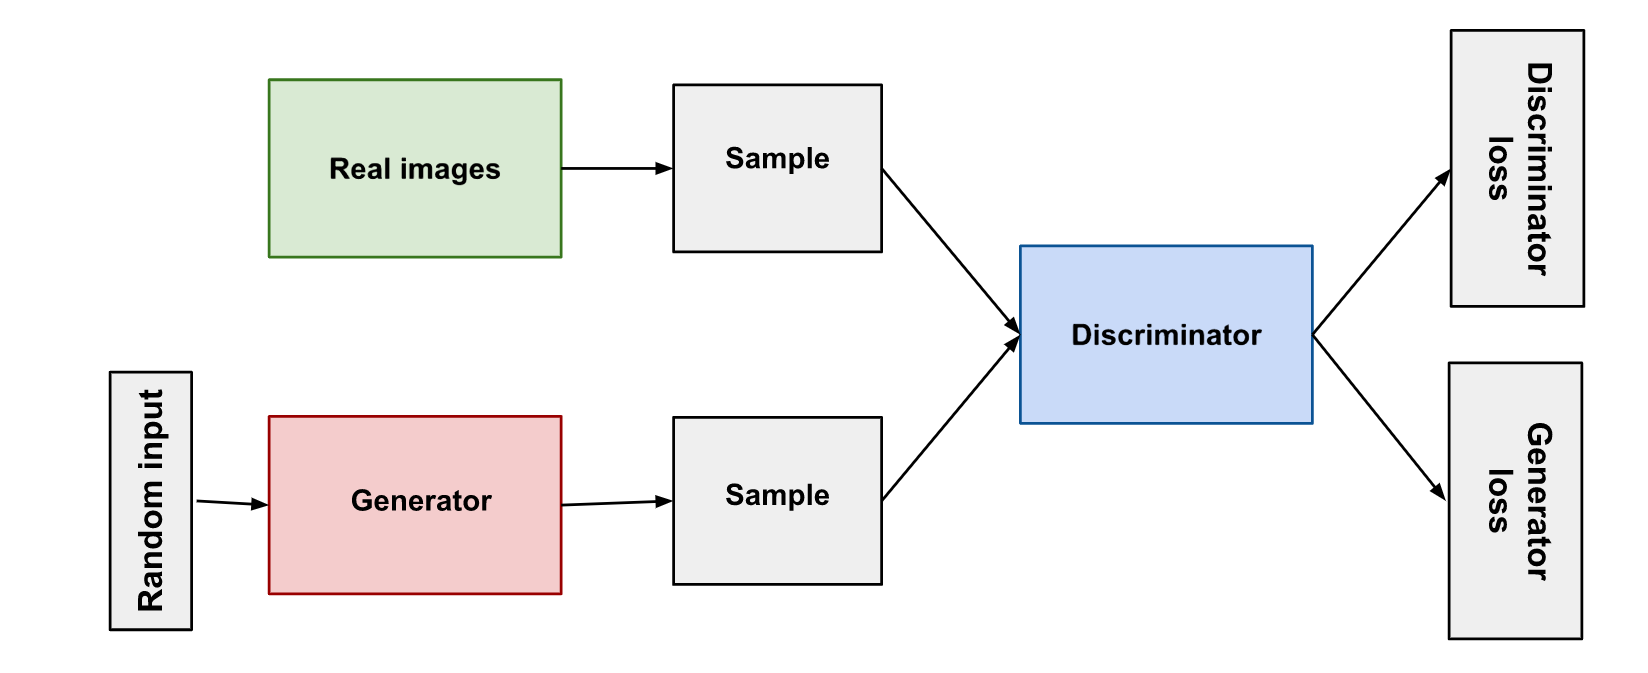 Real images
Sample
Discriminator
loss
Discriminator
Random input
Generator
Sample
Generator
loss